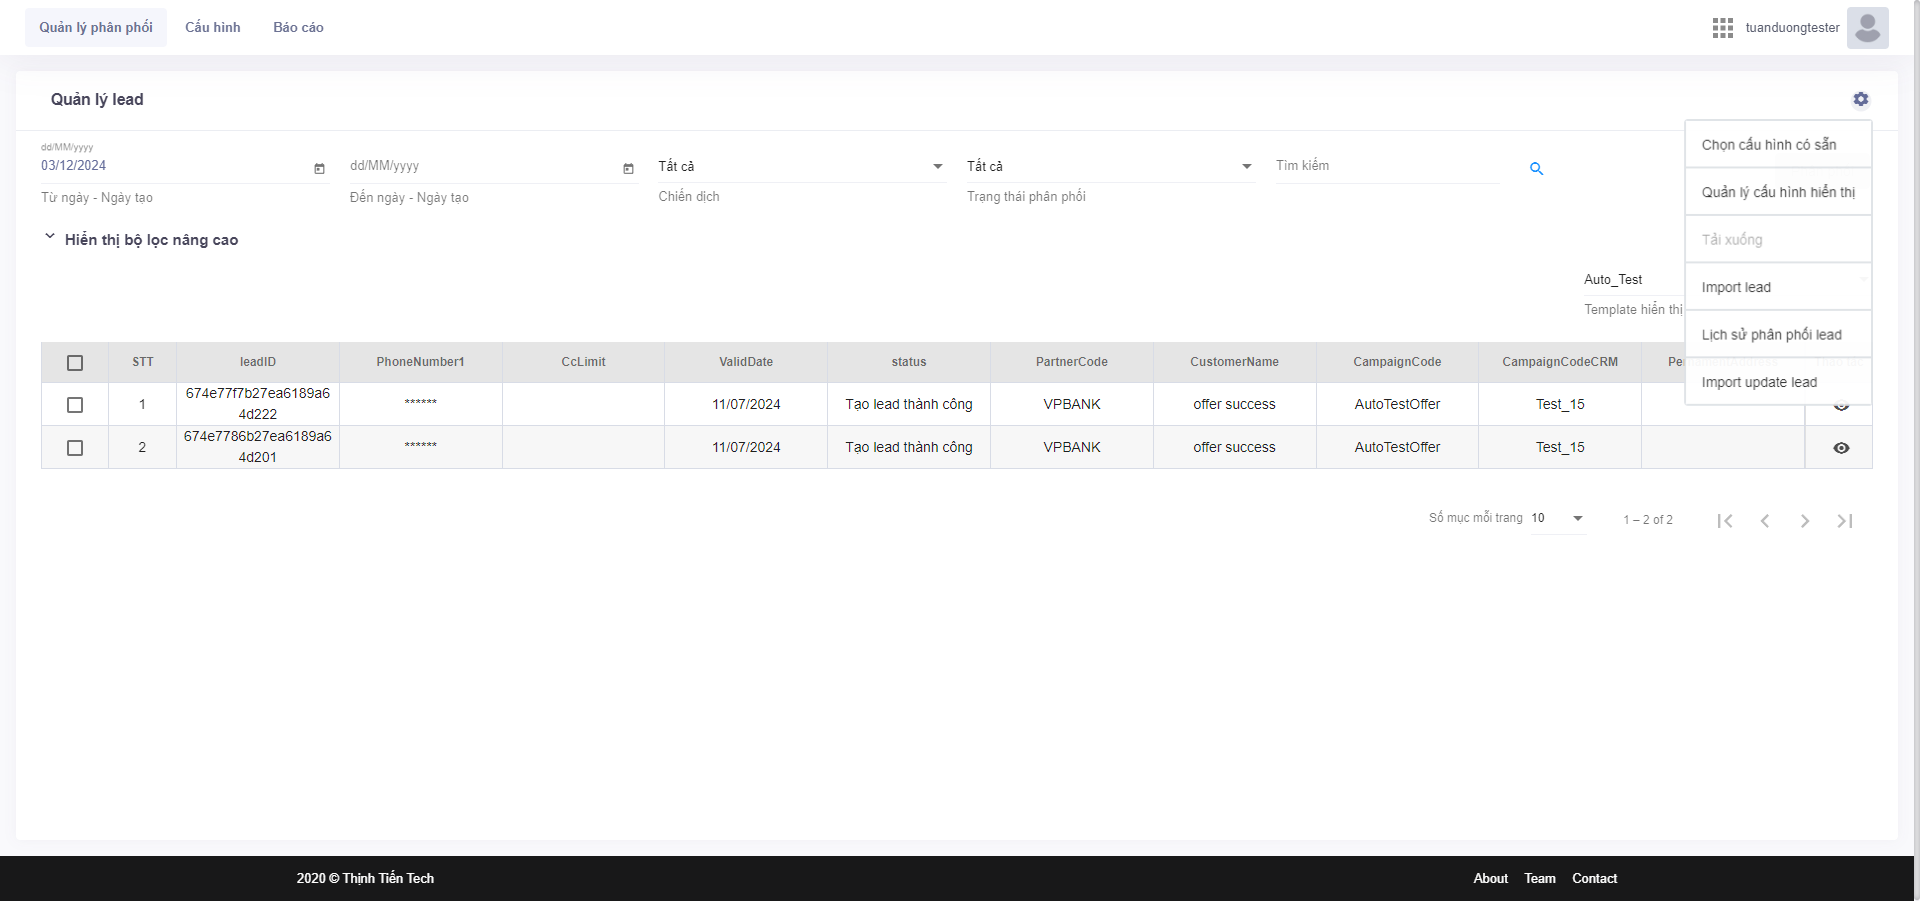 Quản lý phân phối Cấu hình Báo cáo tuanduongtester
Quản lý lead
dd/MM/yyyy
03/12/2024 dd/MM/yyyy Tất cả Tất cả Tìm kiếm
Từ ngày - Ngày tạo Đến ngày - Ngày tạo Chiến dịch Trạng thái phân phối
Chọn cấu hình có sẵn
Quản lý cấu hình hiển thị
Tải xuống
Import lead
Lịch sử phân phối lead
Import update lead
Hiển thị bộ lọc nâng cao
Auto_Test
Template hiển thị
STT leadID PhoneNumber1 CcLimit ValidDate status PartnerCode CustomerName CampaignCode CampaignCodeCRM
1 674e77f7b27ea6189a6 ****** 11/07/2024 Tạo lead thành công VPBANK offer success AutoTestOffer Test_15
4d222
2 674e7786b27ea6189a6 ****** 11/07/2024 Tạo lead thành công VPBANK offer success AutoTestOffer Test_15
4d201
Số mục mỗi trang 10 1 – 2 of 2
2020 © Thịnh Tiến Tech About Team Contact